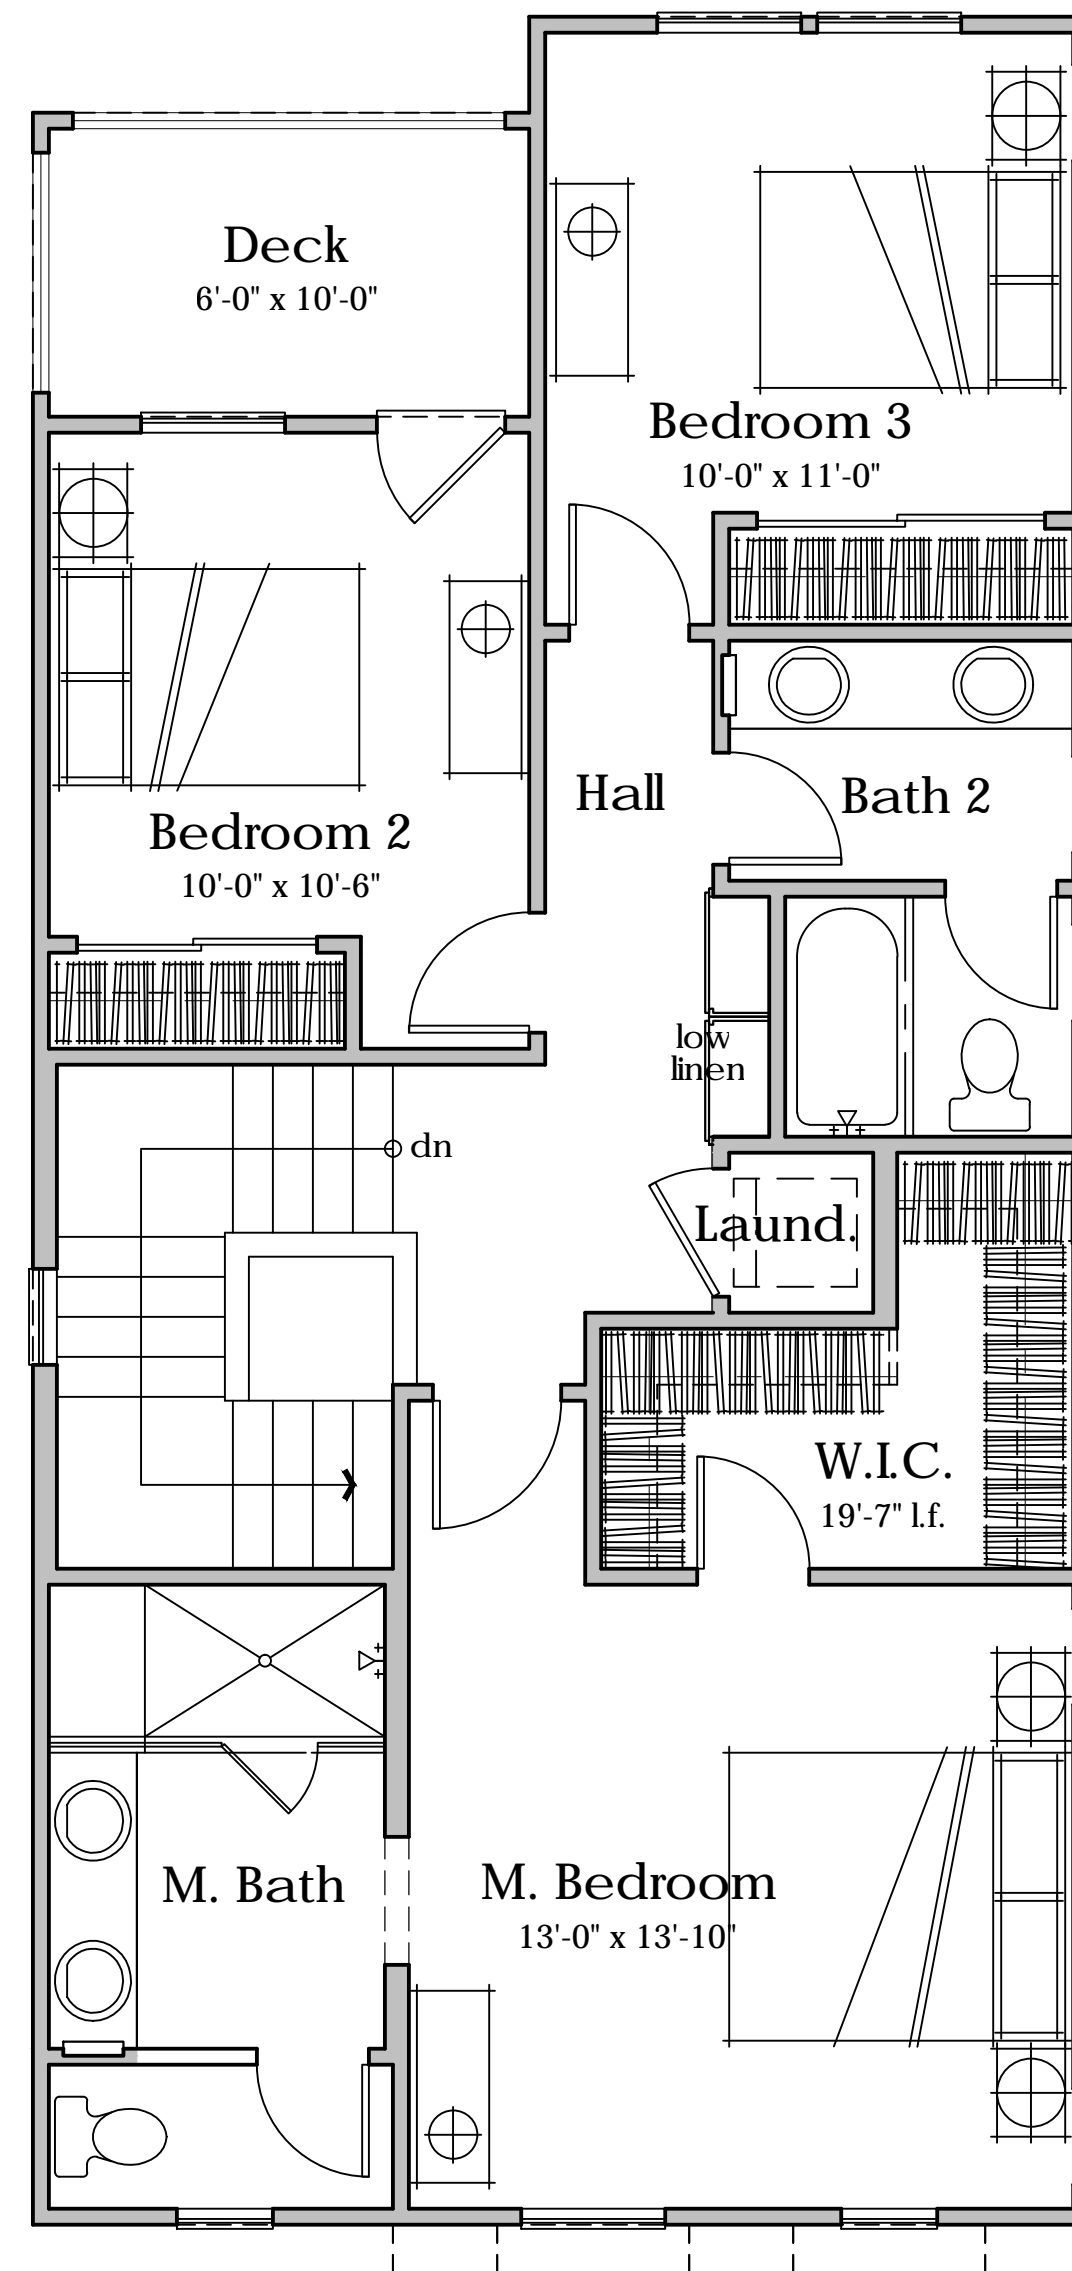 Deck
6'-0" x 10'-0"
Bedroom 3
10'-0" x 11'-0"
Hall
Bath 2
Bedroom 2
10'-0" x 10'-6"
low
linen
dn
Laund.
W.I.C.
19'-7" l.f.
M. Bath
M. Bedroom
13'-0" x 13'-10"